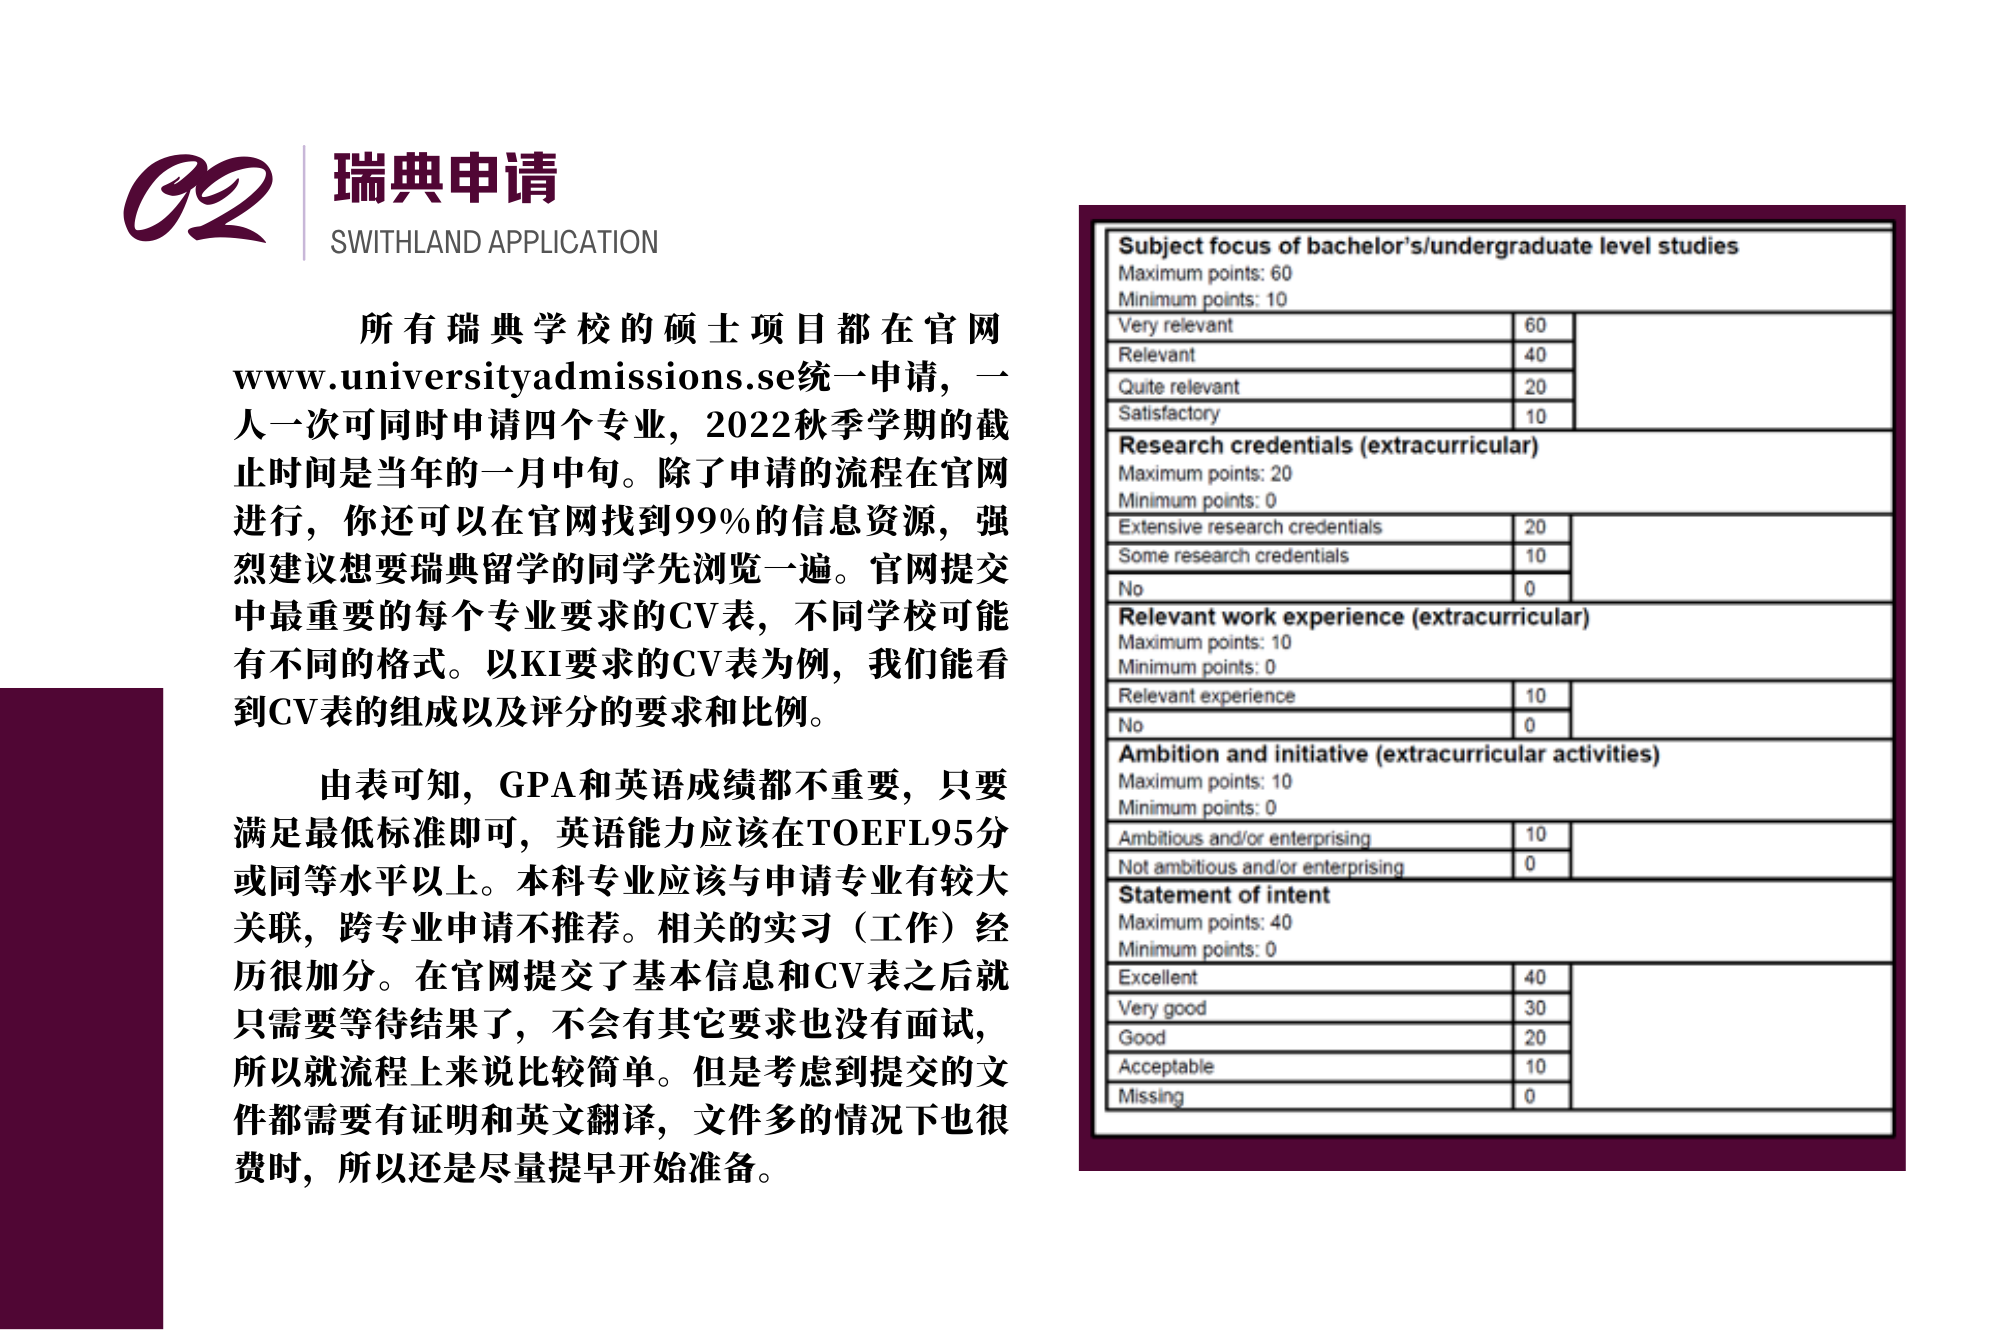 02
瑞典申请
SWITHLAND APPLICATION
所有瑞典学校的硕士项目都在官网
www.universityadmissions.se统一申请，一
人一次可同时申请四个专业，2022秋季学期的截
止时间是当年的一月中旬。除了申请的流程在官网
进行，你还可以在官网找到99%的信息资源，强
烈建议想要瑞典留学的同学先浏览一遍。官网提交
中最重要的每个专业要求的CV表，不同学校可能
有不同的格式。以KI要求的CV表为例，我们能看
到CV表的组成以及评分的要求和比例。
由表可知，GPA和英语成绩都不重要，只要
满足最低标准即可，英语能力应该在TOEFL95分
或同等水平以上。本科专业应该与申请专业有较大
关联，跨专业申请不推荐。相关的实习（工作）经
历很加分。在官网提交了基本信息和CV表之后就
只需要等待结果了，不会有其它要求也没有面试，
所以就流程上来说比较简单。但是考虑到提交的文
件都需要有证明和英文翻译，文件多的情况下也很
费时，所以还是尽量提早开始准备。
Subject focus of bachelor's/undergraduate level studies
Maximum points: 60
Minimum points: 10
Very relevant 60
Relevant 40
Quite relevant 20
Satisfactory 10
Research credentials (extracurricular)
Maximum points: 20
Minimum points: 0
Extensive research credentials 20
Some research credentials 10
No 0
Relevant work experience (extracurricular)
Maximum points: 10
Minimum points: 0
Relevant experience 10
No 0
Ambition and initiative (extracurricular activities)
Maximum points: 10
Minimum points: 0
Ambitious and/or enterprising 10
Not ambitious and/or enterprising 0
Statement of intent
Maximum points: 40
Minimum points: 0
Excellent 40
Very good 30
Good 20
Acceptable 10
Missing 0